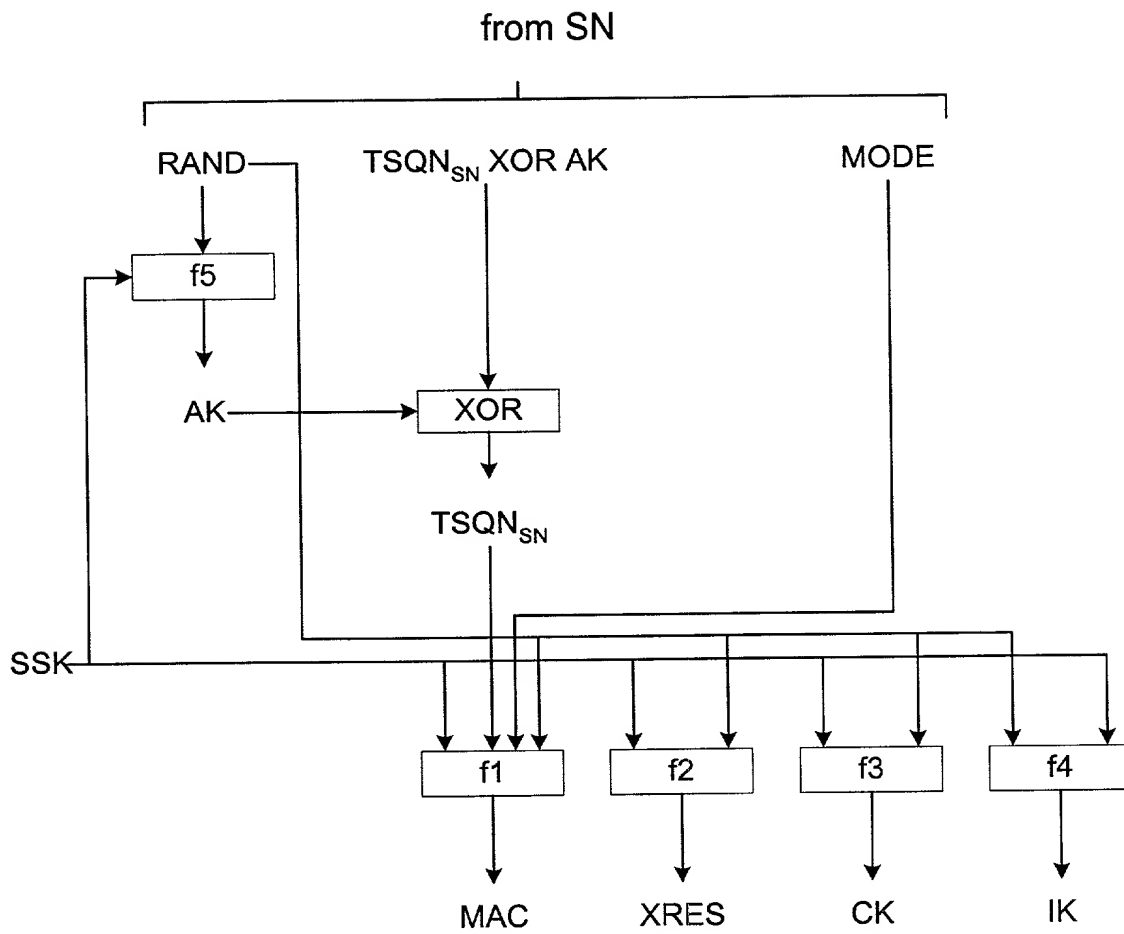 from SN
RAND
TSQN_SN XOR AK
MODE
f5
AK
XOR
TSQN_SN
SSK
f1
f2
f3
f4
MAC
XRES
CK
IK